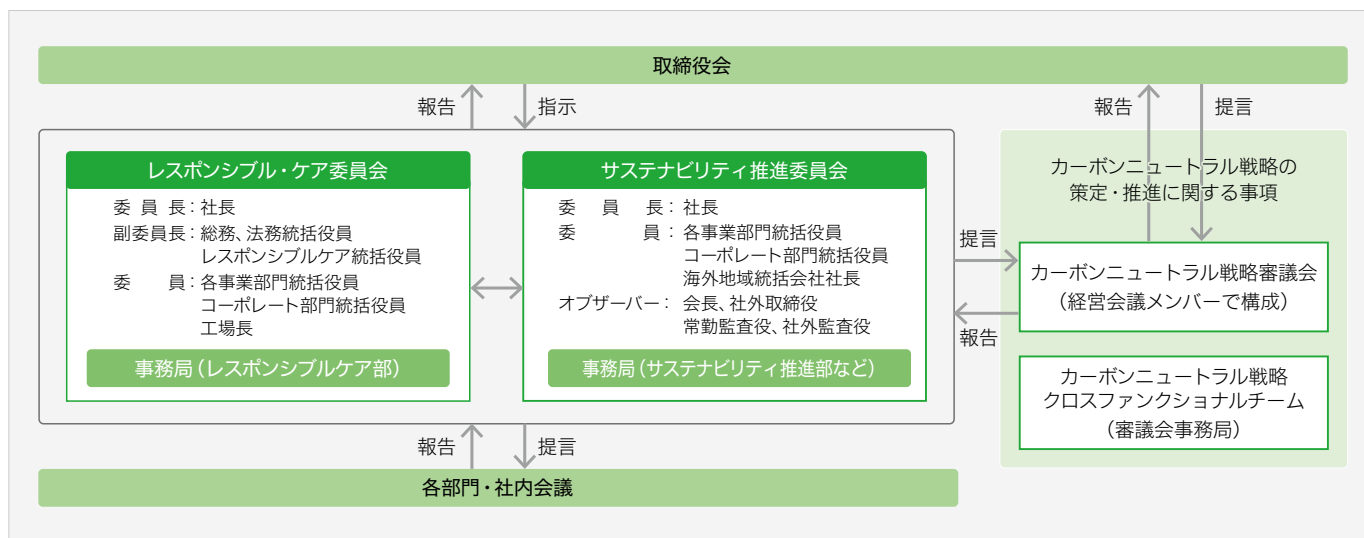 取締役会
報告
指示
報告
提言
レスポンシブル・ケア委員会
委員長：社長
副委員長：総務、法務統括役員
レスポンシブルケア統括役員
委員：各事業部門統括役員
コーポレート部門統括役員
工場長
事務局（レスポンシブルケア部）
サステナビリティ推進委員会
委員長：社長
委員：各事業部門統括役員
コーポレート部門統括役員
海外地域統括会社社長
オブザーバー：会長、社外取締役
常勤監査役、社外監査役
事務局（サステナビリティ推進部など）
提言
報告
カーボンニュートラル戦略の
策定・推進に関する事項
カーボンニュートラル戦略審議会
（経営会議メンバーで構成）
カーボンニュートラル戦略
クロスファンクショナルチーム
（審議会事務局）
報告
提言
各部門・社内会議